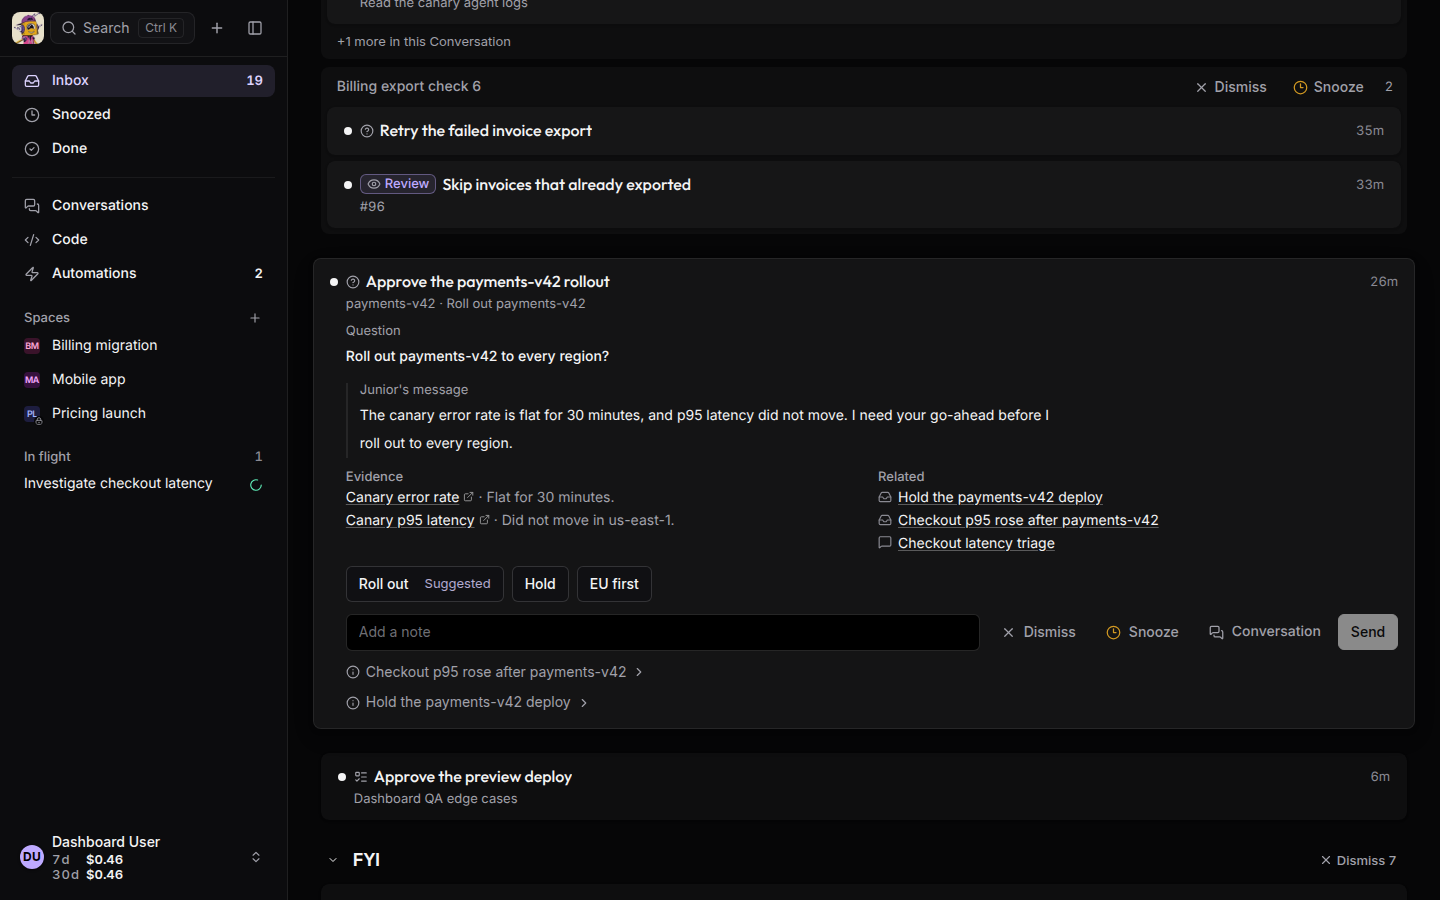 Search Ctrl K
Inbox 19
Snoozed
Done
Conversations
Code
Automations 2
Spaces
BM Billing migration
MA Mobile app
PL Pricing launch
In flight 1
Investigate checkout latency
DU Dashboard User
7d $0.46
30d $0.46
Read the canary agent logs
+1 more in this Conversation
Billing export check 6 Dismiss Snooze 2
Retry the failed invoice export 35m
Review Skip invoices that already exported 33m
#96
Approve the payments-v42 rollout 26m
payments-v42 · Roll out payments-v42
Question
Roll out payments-v42 to every region?
Junior's message
The canary error rate is flat for 30 minutes, and p95 latency did not move. I need your go-ahead before I
roll out to every region.
Evidence
Canary error rate · Flat for 30 minutes.
Canary p95 latency · Did not move in us-east-1.
Related
Hold the payments-v42 deploy
Checkout p95 rose after payments-v42
Checkout latency triage
Roll out Suggested Hold EU first
Add a note Dismiss Snooze Conversation Send
Checkout p95 rose after payments-v42
Hold the payments-v42 deploy
Approve the preview deploy 6m
Dashboard QA edge cases
FYI Dismiss 7